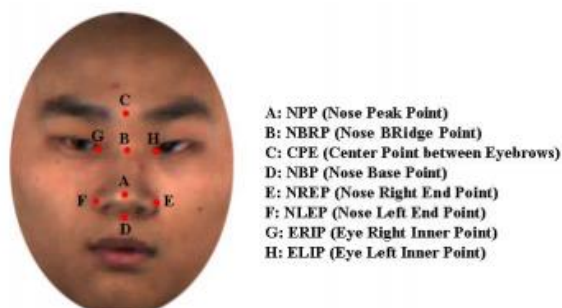 C
G B H
A
F E
D
A: NPP (Nose Peak Point)
B: NBRP (Nose BRidge Point)
C: CPE (Center Point between Eyebrows)
D: NBP (Nose Base Point)
E: NREP (Nose Right End Point)
F: NLEP (Nose Left End Point)
G: ERIP (Eye Right Inner Point)
H: ELIP (Eye Left Inner Point)